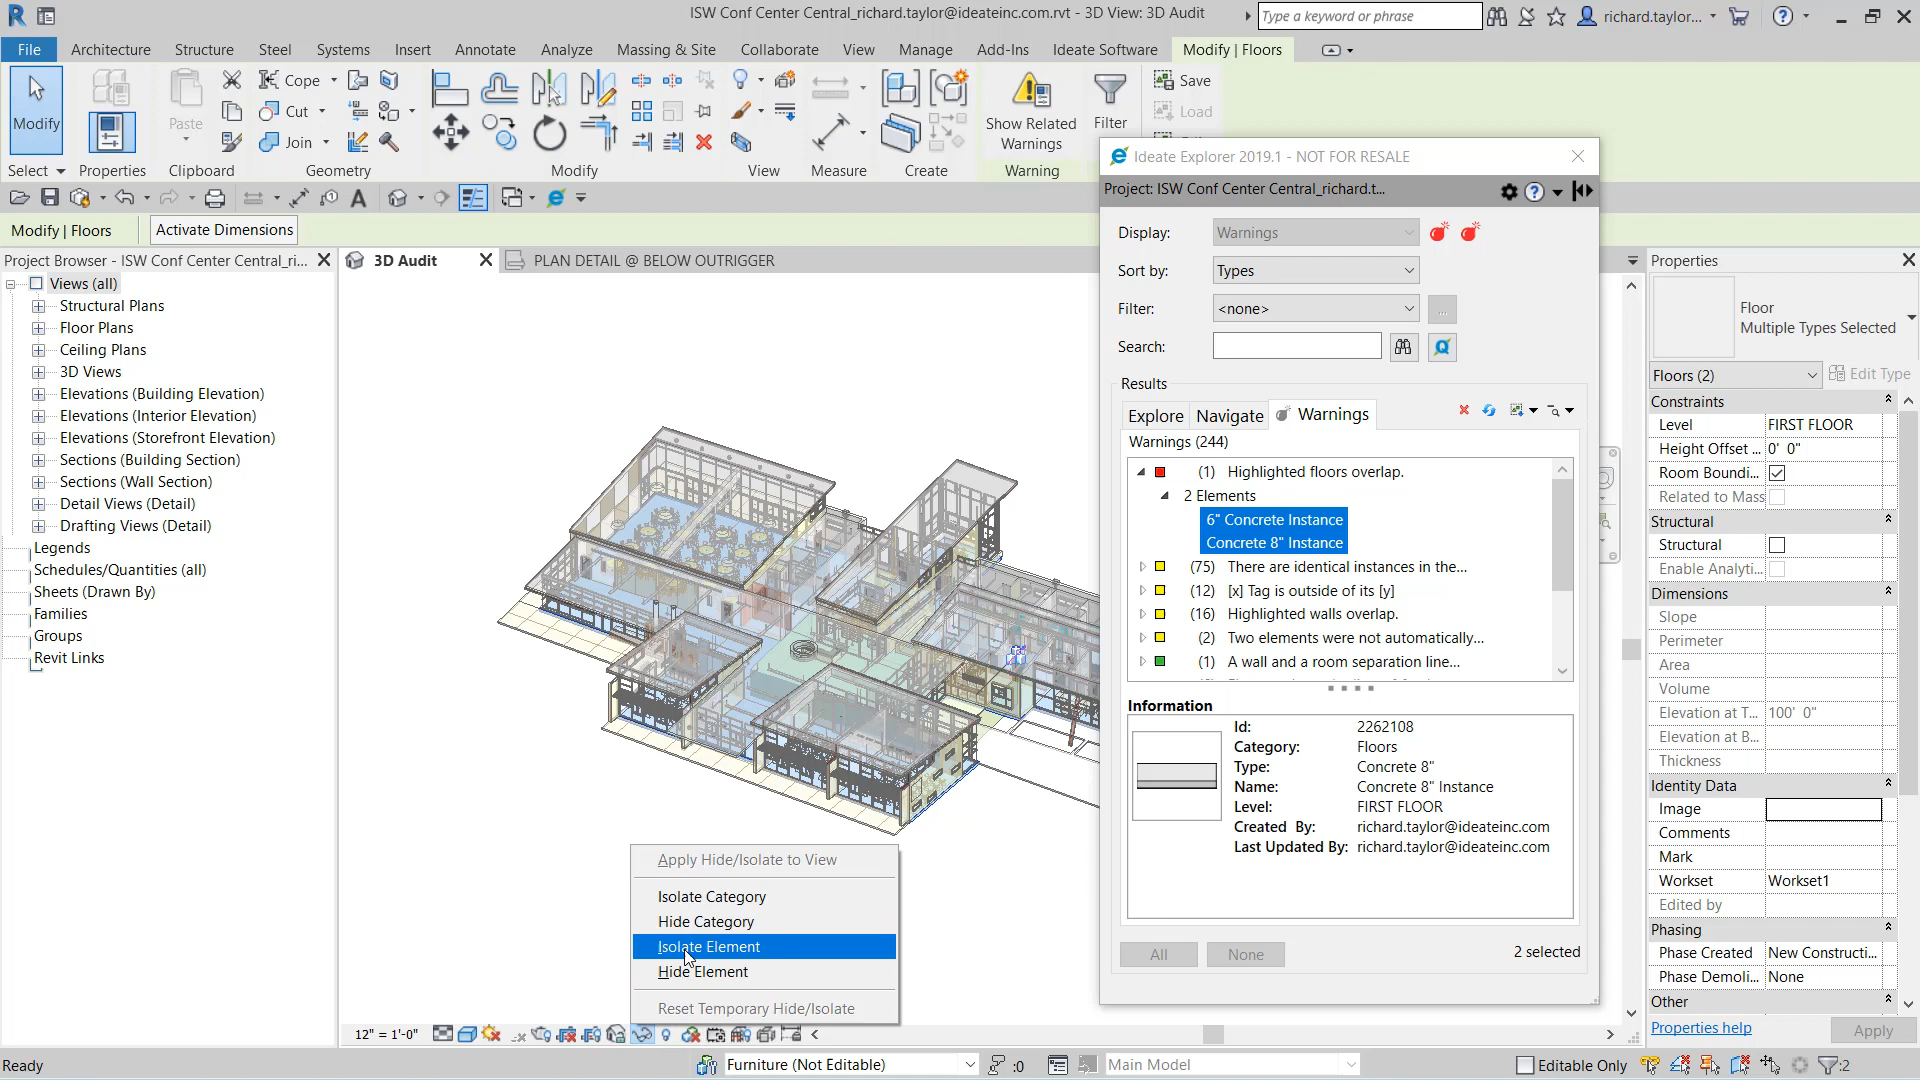 ISW Conf Center Central_richard.taylor@ideateinc.com.rvt - 3D View: 3D Audit
Type a keyword or phrase
richard.taylor...
File Architecture Structure Steel Systems Insert Annotate Analyze Massing & Site Collaborate View Manage Add-Ins Ideate Software Modify | Floors
Modify
Paste
Cope
Cut
Join
Show Related
Warnings
Filter
Save
Load
Select Properties Clipboard Geometry Modify View Measure Create Warning
Modify | Floors
Activate Dimensions
Project Browser - ISW Conf Center Central_ri...
Views (all)
Structural Plans
Floor Plans
Ceiling Plans
3D Views
Elevations (Building Elevation)
Elevations (Interior Elevation)
Elevations (Storefront Elevation)
Sections (Building Section)
Sections (Wall Section)
Detail Views (Detail)
Drafting Views (Detail)
Legends
Schedules/Quantities (all)
Sheets (Drawn By)
Families
Groups
Revit Links
3D Audit
PLAN DETAIL @ BELOW OUTRIGGER
Apply Hide/Isolate to View
Isolate Category
Hide Category
Isolate Element
Hide Element
Reset Temporary Hide/Isolate
12" = 1'-0"
Ideate Explorer 2019.1 - NOT FOR RESALE
Project: ISW Conf Center Central_richard.t...
Display: Warnings
Sort by: Types
Filter: <none> ...
Search:
Results
Explore Navigate Warnings
Warnings (244)
(1) Highlighted floors overlap.
2 Elements
6" Concrete Instance
Concrete 8" Instance
(75) There are identical instances in the...
(12) [x] Tag is outside of its [y]
(16) Highlighted walls overlap.
(2) Two elements were not automatically...
(1) A wall and a room separation line...
Information
Id: 2262108
Category: Floors
Type: Concrete 8"
Name: Concrete 8" Instance
Level: FIRST FLOOR
Created By: richard.taylor@ideateinc.com
Last Updated By: richard.taylor@ideateinc.com
All None 2 selected
Properties
Floor
Multiple Types Selected
Floors (2) Edit Type
Constraints
Level FIRST FLOOR
Height Offset ... 0' 0"
Room Boundi...
Related to Mass
Structural
Structural
Enable Analyti...
Dimensions
Slope
Perimeter
Area
Volume
Elevation at T... 100' 0"
Elevation at B...
Thickness
Identity Data
Image
Comments
Mark
Workset Workset1
Edited by
Phasing
Phase Created New Constructi...
Phase Demoli... None
Other
Properties help Apply
Ready
Furniture (Not Editable)
:0
Main Model
Editable Only
:2